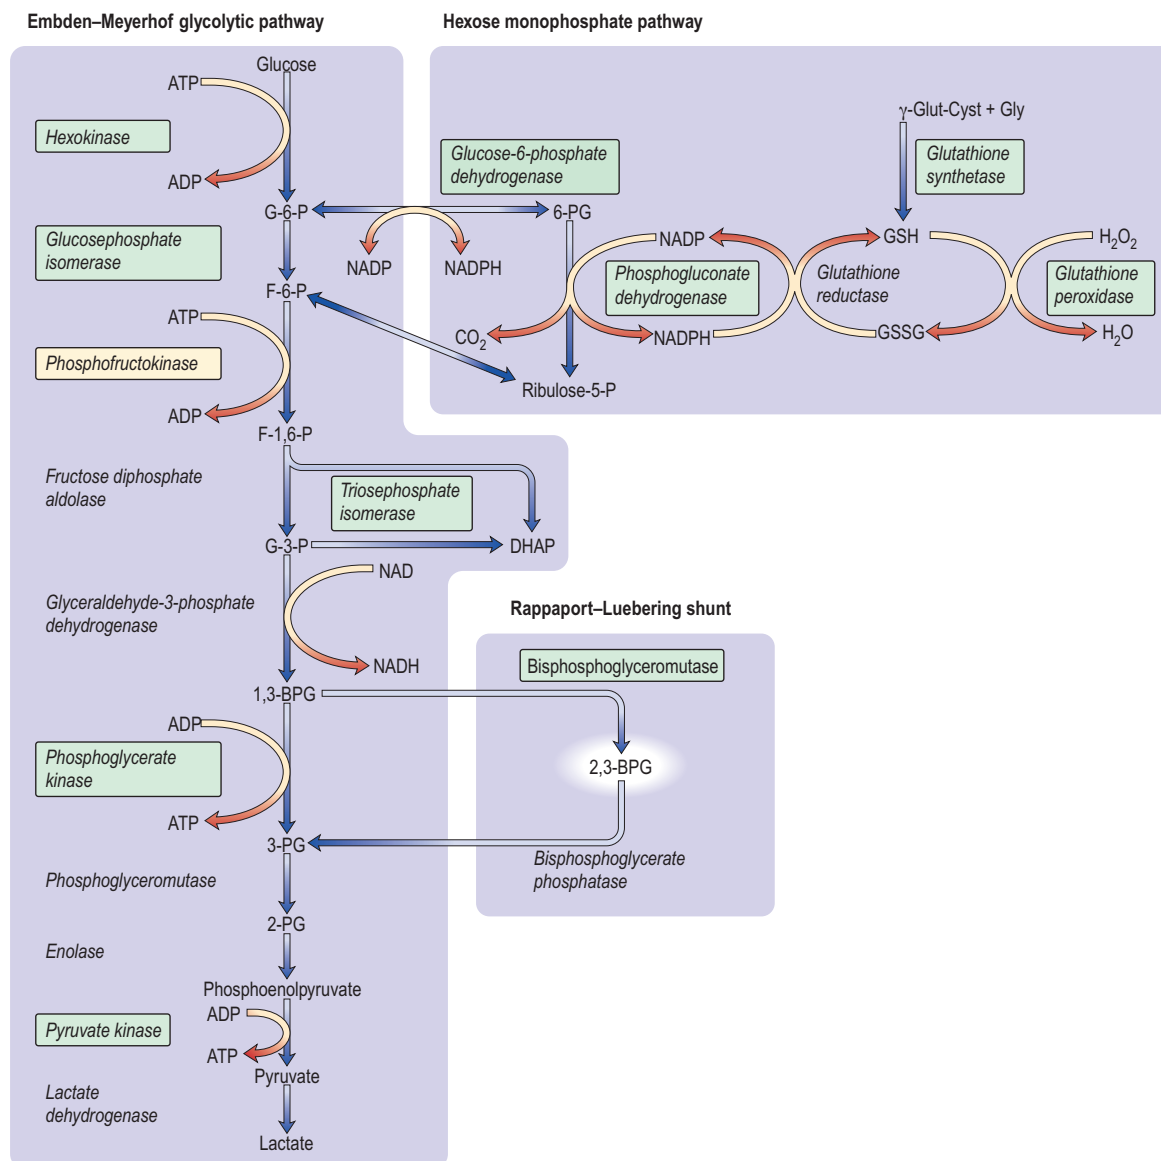 Embden–Meyerhof glycolytic pathway
Glucose
ATP
Hexokinase
ADP
G-6-P
Glucosephosphate
isomerase
F-6-P
ATP
Phosphofructokinase
ADP
F-1,6-P
Fructose diphosphate
aldolase
Triosephosphate
isomerase
G-3-P
DHAP
NAD
Glyceraldehyde-3-phosphate
dehydrogenase
NADH
1,3-BPG
ADP
Phosphoglycerate
kinase
ATP
3-PG
Phosphoglyceromutase
2-PG
Enolase
Phosphoenolpyruvate
ADP
Pyruvate kinase
ATP
Pyruvate
Lactate
dehydrogenase
Lactate
Hexose monophosphate pathway
Glucose-6-phosphate
dehydrogenase
NADP
NADPH
6-PG
NADP
Phosphogluconate
dehydrogenase
CO2
NADPH
Ribulose-5-P
γ-Glut-Cyst + Gly
Glutathione
synthetase
GSH
Glutathione
reductase
GSSG
H2O2
Glutathione
peroxidase
H2O
Rappaport–Luebering shunt
Bisphosphoglyceromutase
2,3-BPG
Bisphosphoglycerate
phosphatase